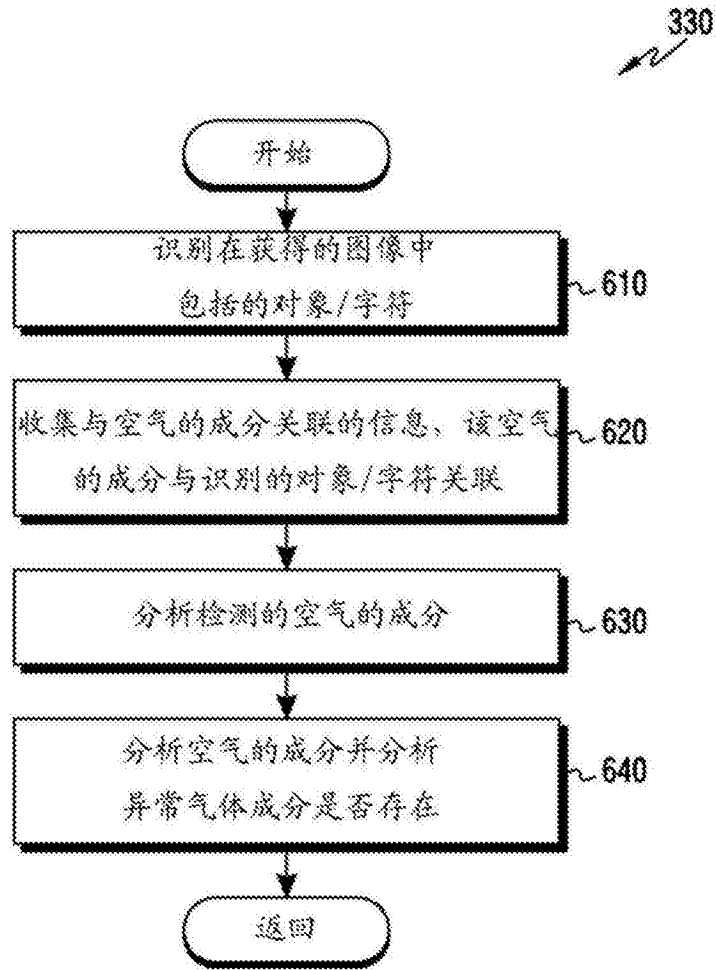 330
开始
识别在获得的图像中
包括的对象/字符
610
收集与空气的成分关联的信息、该空气
的成分与识别的对象/字符关联
620
分析检测的空气的成分
630
分析空气的成分并分析
异常气体成分是否存在
640
返回